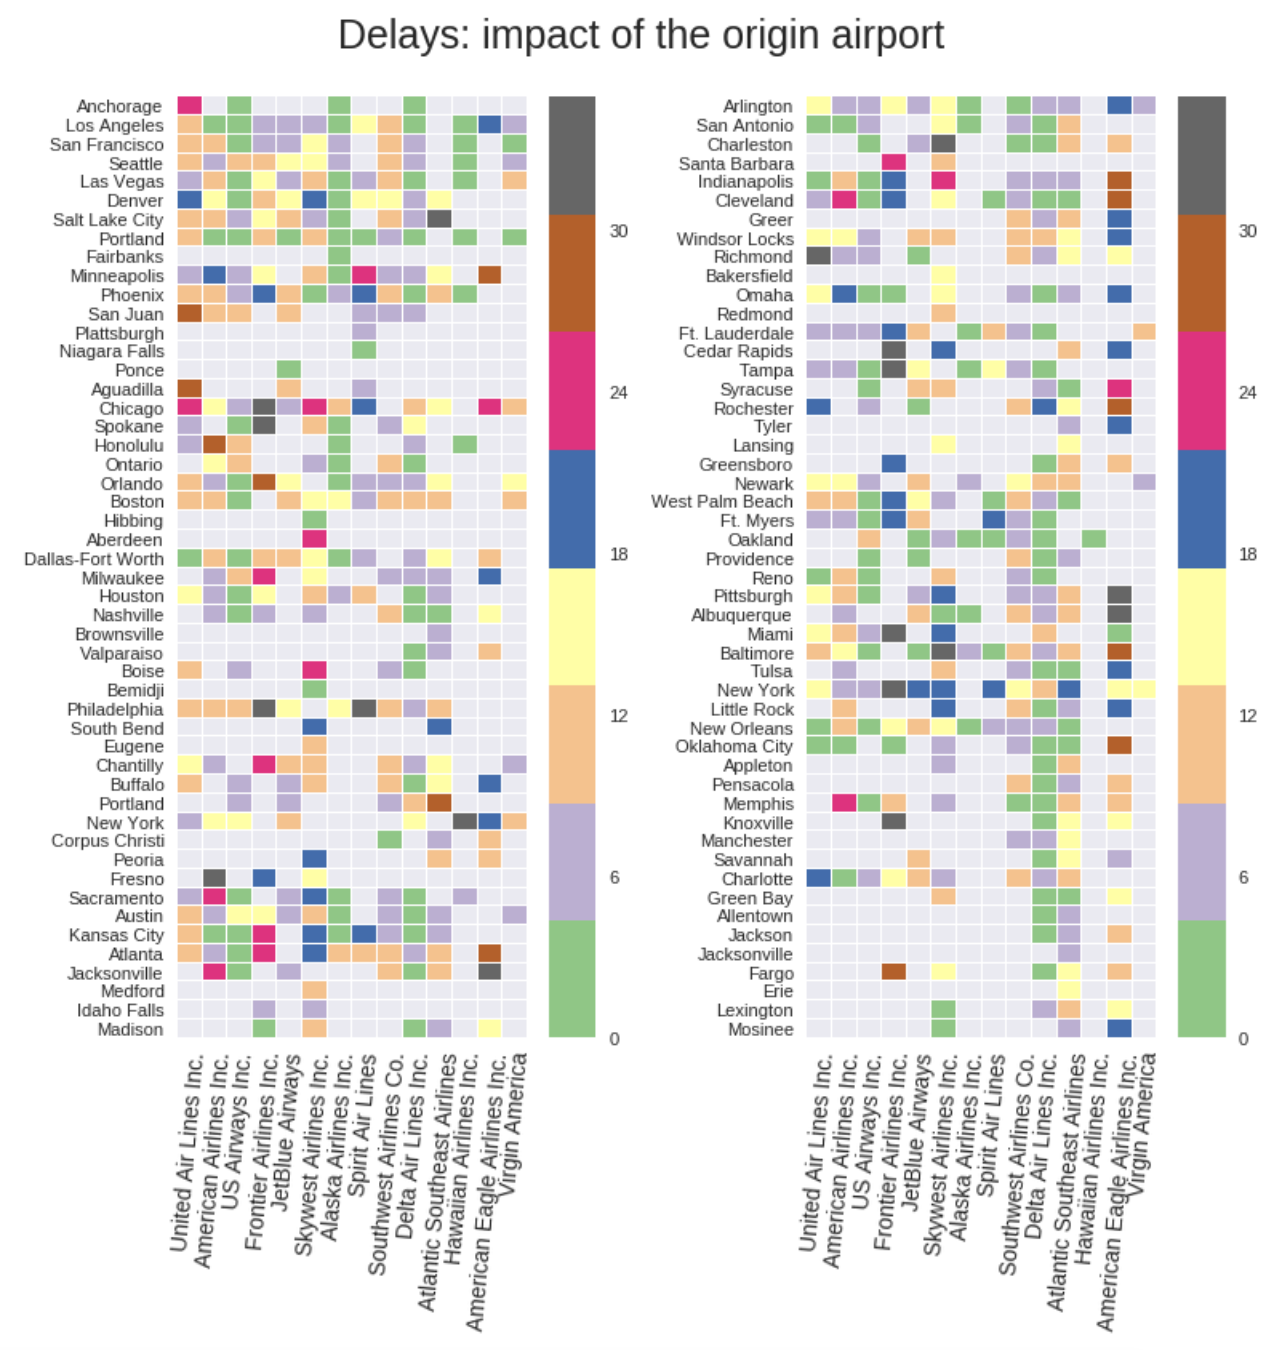 Delays: impact of the origin airport
Anchorage
Los Angeles
San Francisco
Seattle
Las Vegas
Denver
Salt Lake City
Portland
Fairbanks
Minneapolis
Phoenix
San Juan
Plattsburgh
Niagara Falls
Ponce
Aguadilla
Chicago
Spokane
Honolulu
Ontario
Orlando
Boston
Hibbing
Aberdeen
Dallas-Fort Worth
Milwaukee
Houston
Nashville
Brownsville
Valparaiso
Boise
Bemidji
Philadelphia
South Bend
Eugene
Chantilly
Buffalo
Portland
New York
Corpus Christi
Peoria
Fresno
Sacramento
Austin
Kansas City
Atlanta
Jacksonville
Medford
Idaho Falls
Madison
United Air Lines Inc.
American Airlines Inc.
US Airways Inc.
Frontier Airlines Inc.
JetBlue Airways
Skywest Airlines Inc.
Alaska Airlines Inc.
Spirit Air Lines
Southwest Airlines Co.
Delta Air Lines Inc.
Atlantic Southeast Airlines
Hawaiian Airlines Inc.
American Eagle Airlines Inc.
Virgin America
30
24
18
12
6
0
Arlington
San Antonio
Charleston
Santa Barbara
Indianapolis
Cleveland
Greer
Windsor Locks
Richmond
Bakersfield
Omaha
Redmond
Ft. Lauderdale
Cedar Rapids
Tampa
Syracuse
Rochester
Tyler
Lansing
Greensboro
Newark
West Palm Beach
Ft. Myers
Oakland
Providence
Reno
Pittsburgh
Albuquerque
Miami
Baltimore
Tulsa
New York
Little Rock
New Orleans
Oklahoma City
Appleton
Pensacola
Memphis
Knoxville
Manchester
Savannah
Charlotte
Green Bay
Allentown
Jackson
Jacksonville
Fargo
Erie
Lexington
Mosinee
United Air Lines Inc.
American Airlines Inc.
US Airways Inc.
Frontier Airlines Inc.
JetBlue Airways
Skywest Airlines Inc.
Alaska Airlines Inc.
Spirit Air Lines
Southwest Airlines Co.
Delta Air Lines Inc.
Atlantic Southeast Airlines
Hawaiian Airlines Inc.
American Eagle Airlines Inc.
Virgin America
30
24
18
12
6
0